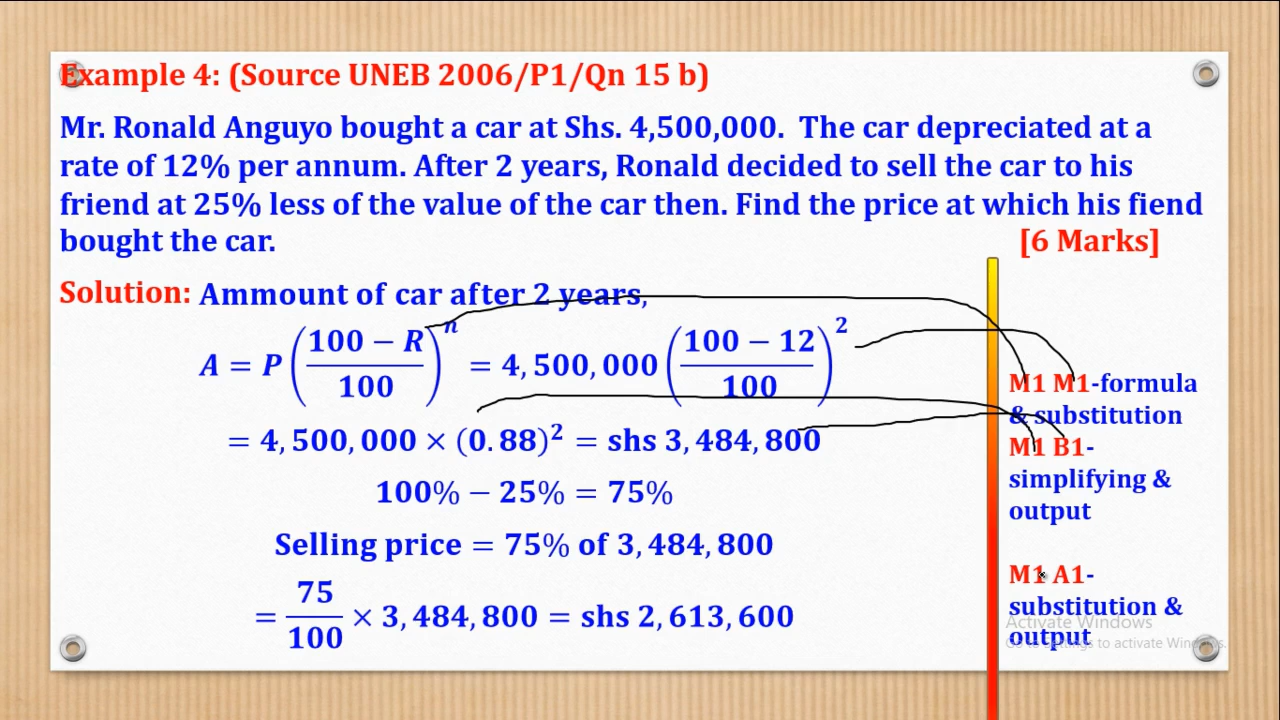 Example 4: (Source UNEB 2006/P1/Qn 15 b)
Mr. Ronald Anguyo bought a car at Shs. 4,500,000. The car depreciated at a
rate of 12% per annum. After 2 years, Ronald decided to sell the car to his
friend at 25% less of the value of the car then. Find the price at which his fiend
bought the car. [6 Marks]
Solution: Ammount of car after 2 years,
A = P ((100 − R)/100)^n = 4,500,000 ((100 − 12)/100)^2
= 4,500,000 × (0.88)^2 = shs 3,484,800
100% − 25% = 75%
Selling price = 75% of 3,484,800
= 75/100 × 3,484,800 = shs 2,613,600
M1 M1-formula
& substitution
M1 B1-
simplifying &
output
M1 A1-
substitution &
output
Activate Windows
Go to Settings to activate Windows.